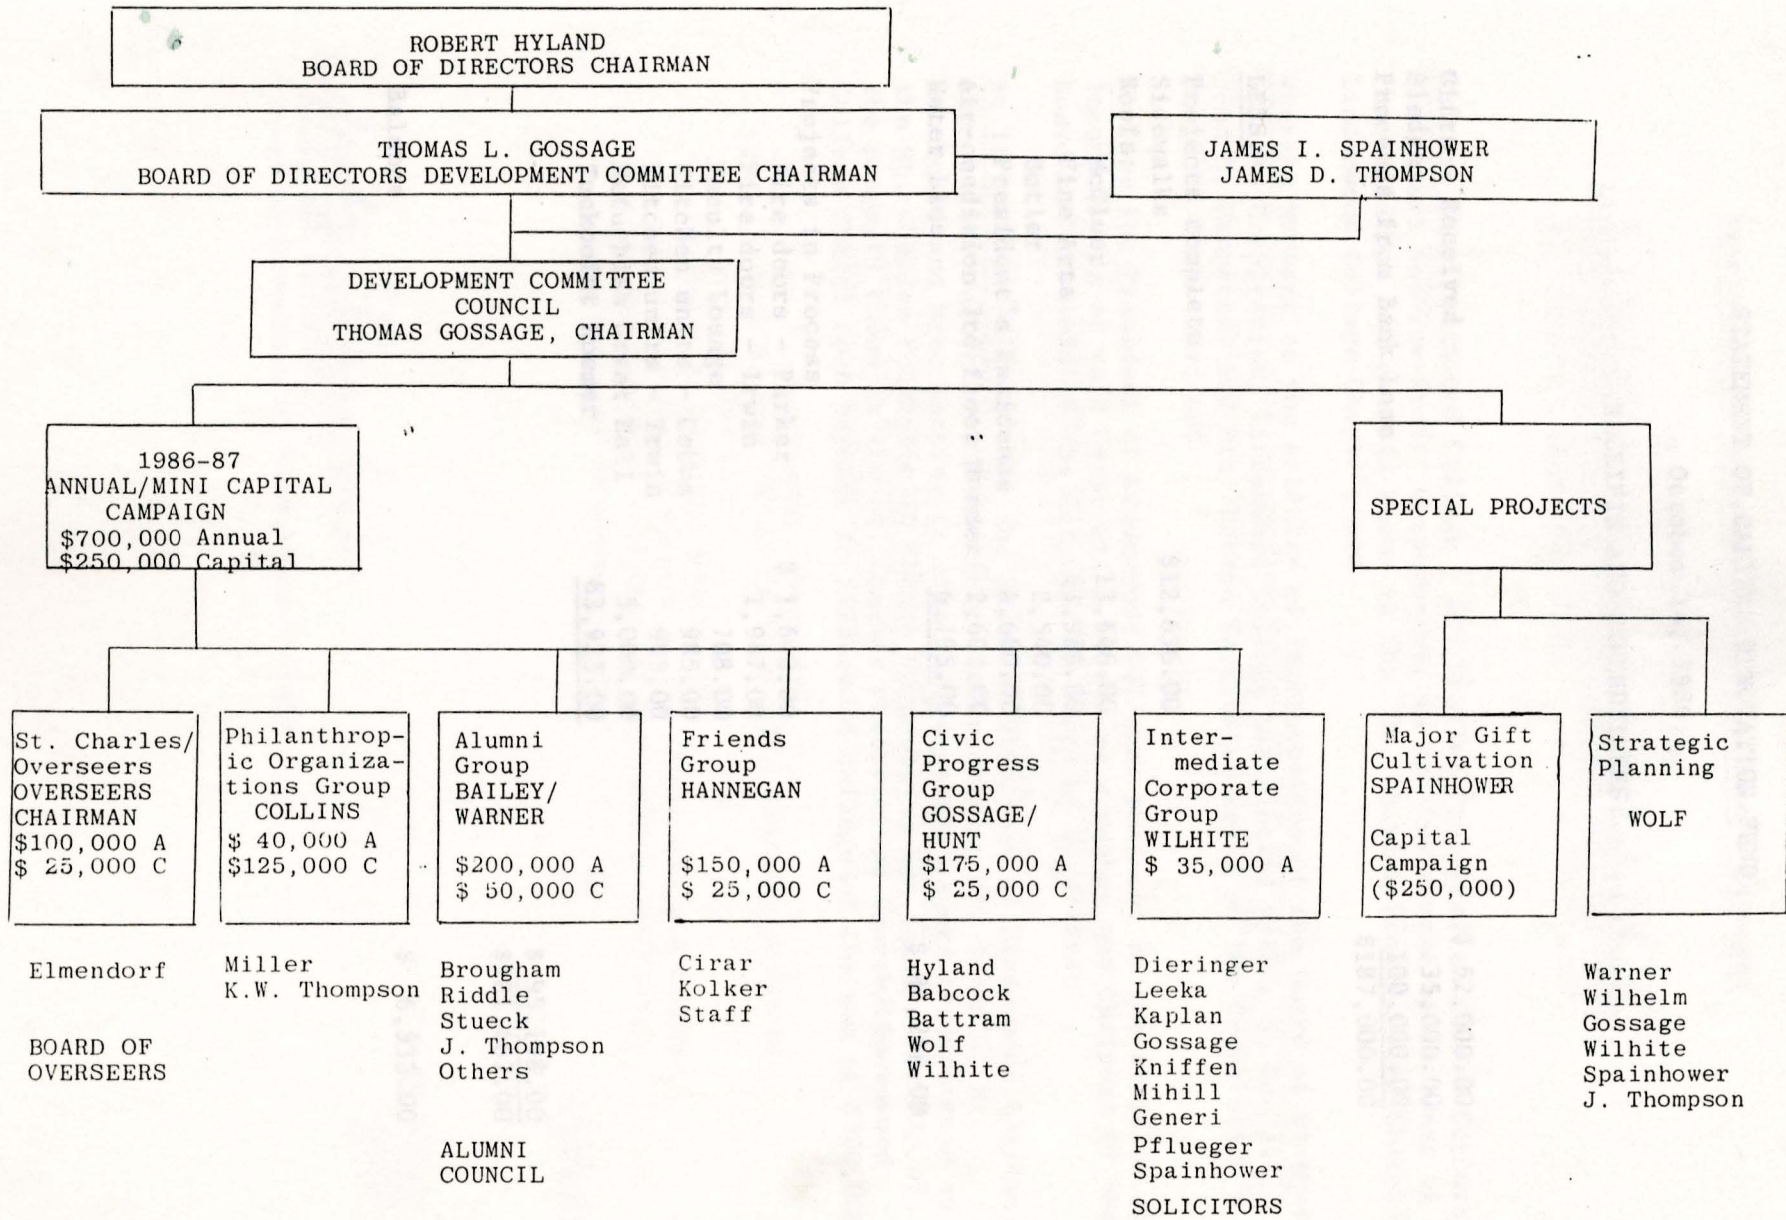 ROBERT HYLAND
BOARD OF DIRECTORS CHAIRMAN
THOMAS L. GOSSAGE
BOARD OF DIRECTORS DEVELOPMENT COMMITTEE CHAIRMAN
JAMES I. SPAINHOWER
JAMES D. THOMPSON
DEVELOPMENT COMMITTEE
COUNCIL
THOMAS GOSSAGE, CHAIRMAN
1986-87
ANNUAL/MINI CAPITAL
CAMPAIGN
$700,000 Annual
$250,000 Capital
SPECIAL PROJECTS
St. Charles/
Overseers
OVERSEERS
CHAIRMAN
$100,000 A
$ 25,000 C
Elmendorf
BOARD OF
OVERSEERS
Philanthrop-
ic Organiza-
tions Group
COLLINS
$ 40,000 A
$125,000 C
Miller
K.W. Thompson
Alumni
Group
BAILEY/
WARNER
$200,000 A
$ 50,000 C
Brougham
Riddle
Stueck
J. Thompson
Others
ALUMNI
COUNCIL
Friends
Group
HANNEGAN
$150,000 A
$ 25,000 C
Cirar
Kolker
Staff
Civic
Progress
Group
GOSSAGE/
HUNT
$175,000 A
$ 25,000 C
Hyland
Babcock
Battram
Wolf
Wilhite
Inter-
mediate
Corporate
Group
WILHITE
$ 35,000 A
Dieringer
Leeka
Kaplan
Gossage
Kniffen
Mihill
Generi
Pflueger
Spainhower
SOLICITORS
Major Gift
Cultivation
SPAINHOWER
Capital
Campaign
($250,000)
Strategic
Planning
WOLF
Warner
Wilhelm
Gossage
Wilhite
Spainhower
J. Thompson